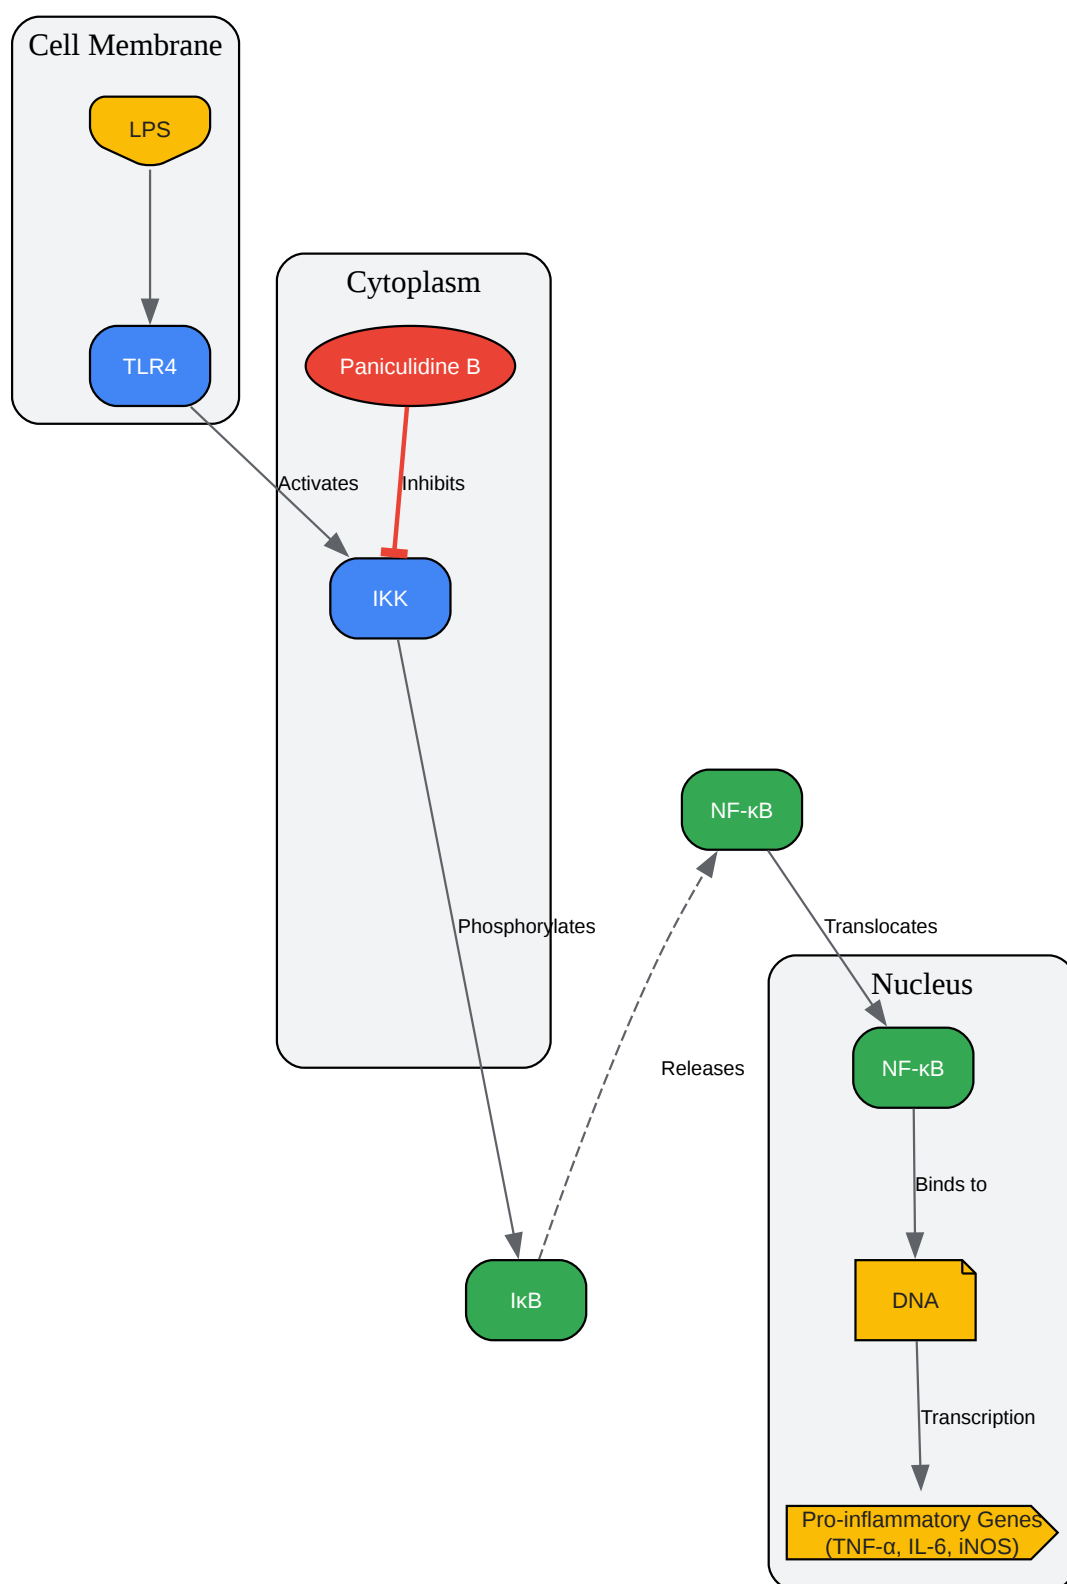 Cell Membrane
LPS
TLR4
Cytoplasm
Paniculidine B
Activates
Inhibits
IKK
Phosphorylates
NF-κB
Translocates
Releases
IκB
Nucleus
NF-κB
Binds to
DNA
Transcription
Pro-inflammatory Genes
(TNF-α, IL-6, iNOS)